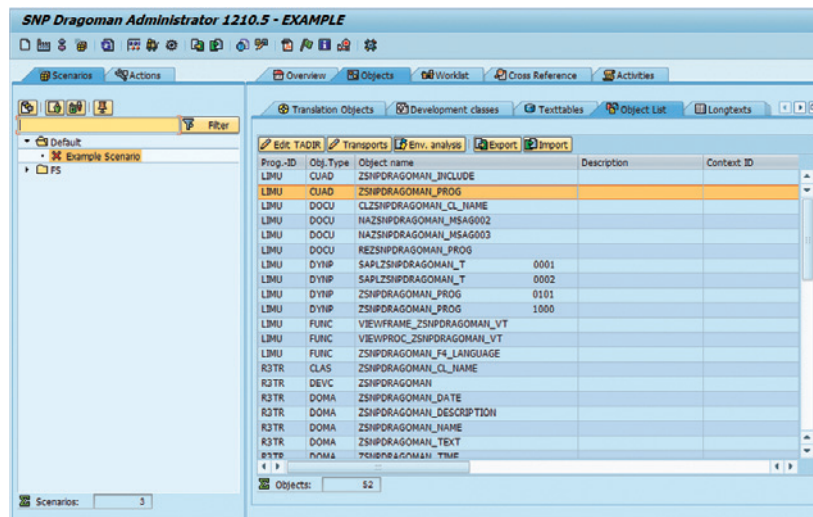 SNP Dragoman Administrator 1210.5 - EXAMPLE
Scenarios Actions
Overview Objects Worklist Cross Reference Activities
Translation Objects Development classes Texttables Object List Longtexts
Filter
Default
Example Scenario
FS
Edit TADIR Transports Env. analysis Export Import
Prog.-ID Obj.Type Object name Description Context ID
LIMU CUAD ZSNPDRAGOMAN_INCLUDE
LIMU CUAD ZSNPDRAGOMAN_PROG
LIMU DOCU CLZSNPDRAGOMAN_CL_NAME
LIMU DOCU NAZSNPDRAGOMAN_MSAG002
LIMU DOCU NAZSNPDRAGOMAN_MSAG003
LIMU DOCU REZSNPDRAGOMAN_PROG
LIMU DYNP SAPLZSNPDRAGOMAN_T 0001
LIMU DYNP SAPLZSNPDRAGOMAN_T 0002
LIMU DYNP ZSNPDRAGOMAN_PROG 0101
LIMU DYNP ZSNPDRAGOMAN_PROG 1000
LIMU FUNC VIEWFRAME_ZSNPDRAGOMAN_VT
LIMU FUNC VIEWPROC_ZSNPDRAGOMAN_VT
LIMU FUNC ZSNPDRAGOMAN_F4_LANGUAGE
R3TR CLAS ZSNPDRAGOMAN_CL_NAME
R3TR DEVC ZSNPDRAGOMAN
R3TR DOMA ZSNPDRAGOMAN_DATE
R3TR DOMA ZSNPDRAGOMAN_DESCRIPTION
R3TR DOMA ZSNPDRAGOMAN_NAME
R3TR DOMA ZSNPDRAGOMAN_TEXT
R3TR DOMA ZSNPDRAGOMAN_TIME
Objects: 52
Scenarios: 3